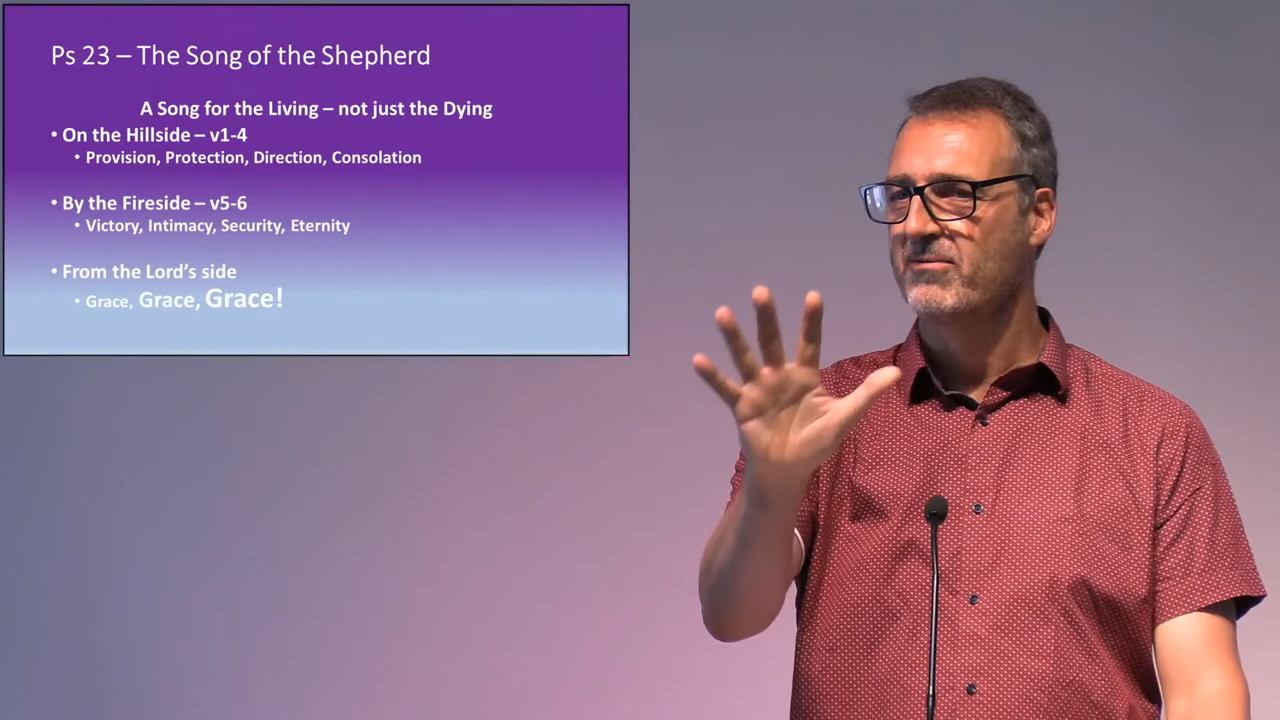 Ps 23 – The Song of the Shepherd
A Song for the Living – not just the Dying
• On the Hillside – v1-4
• Provision, Protection, Direction, Consolation
• By the Fireside – v5-6
• Victory, Intimacy, Security, Eternity
• From the Lord's side
• Grace, Grace, Grace!